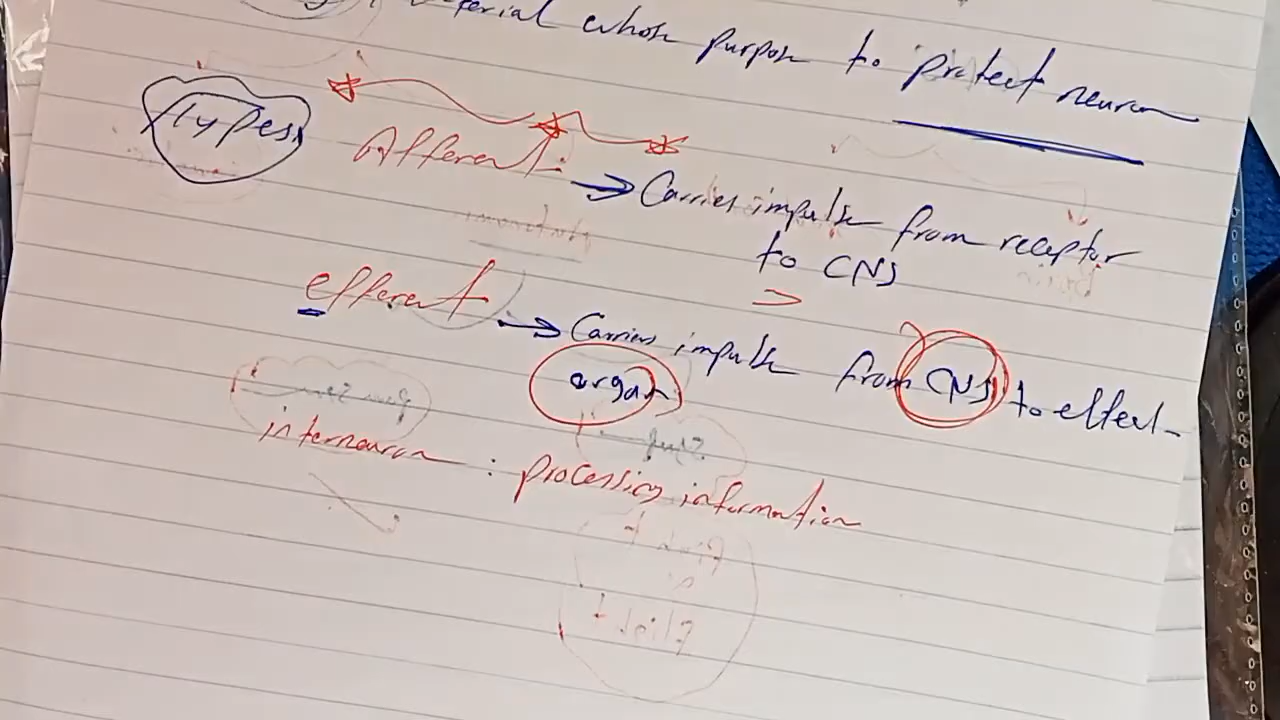 material whose purpose to protect neuron
Types
Afferent: → Carries impulse from receptor
to CNS
efferent → Carries impulse from CNS to effect-
organ
interneuron : processing information